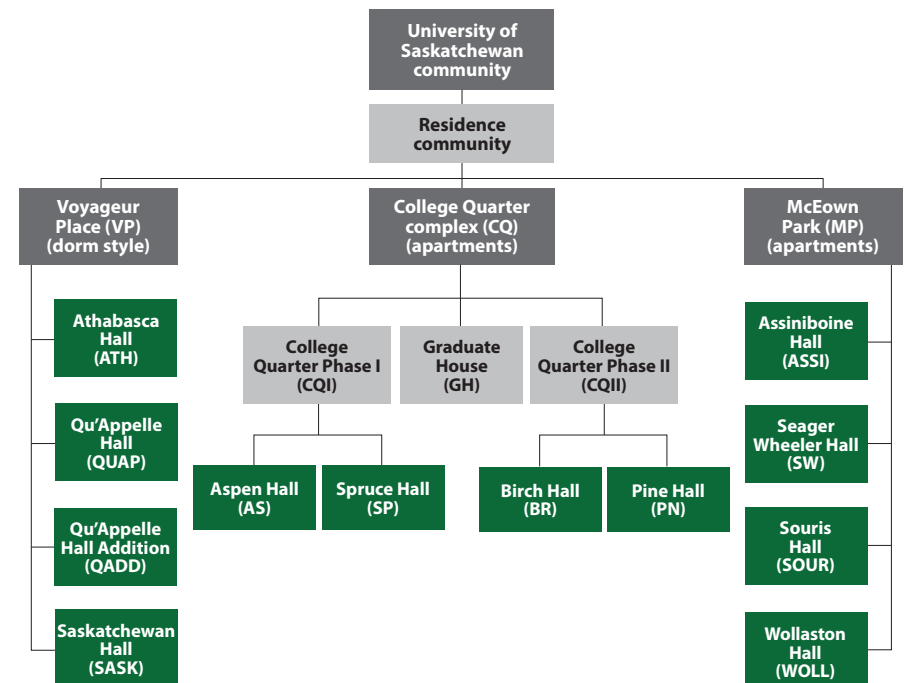 University of
Saskatchewan
community
Residence
community
Voyageur
Place (VP)
(dorm style)
College Quarter
complex (CQ)
(apartments)
McEown
Park (MP)
(apartments)
Athabasca
Hall
(ATH)
Qu’Appelle
Hall
(QUAP)
Qu’Appelle
Hall Addition
(QADD)
Saskatchewan
Hall
(SASK)
College
Quarter Phase I
(CQI)
Graduate
House
(GH)
College
Quarter Phase II
(CQII)
Aspen Hall
(AS)
Spruce Hall
(SP)
Birch Hall
(BR)
Pine Hall
(PN)
Assiniboine
Hall
(ASSI)
Seager
Wheeler Hall
(SW)
Souris
Hall
(SOUR)
Wollaston
Hall
(WOLL)